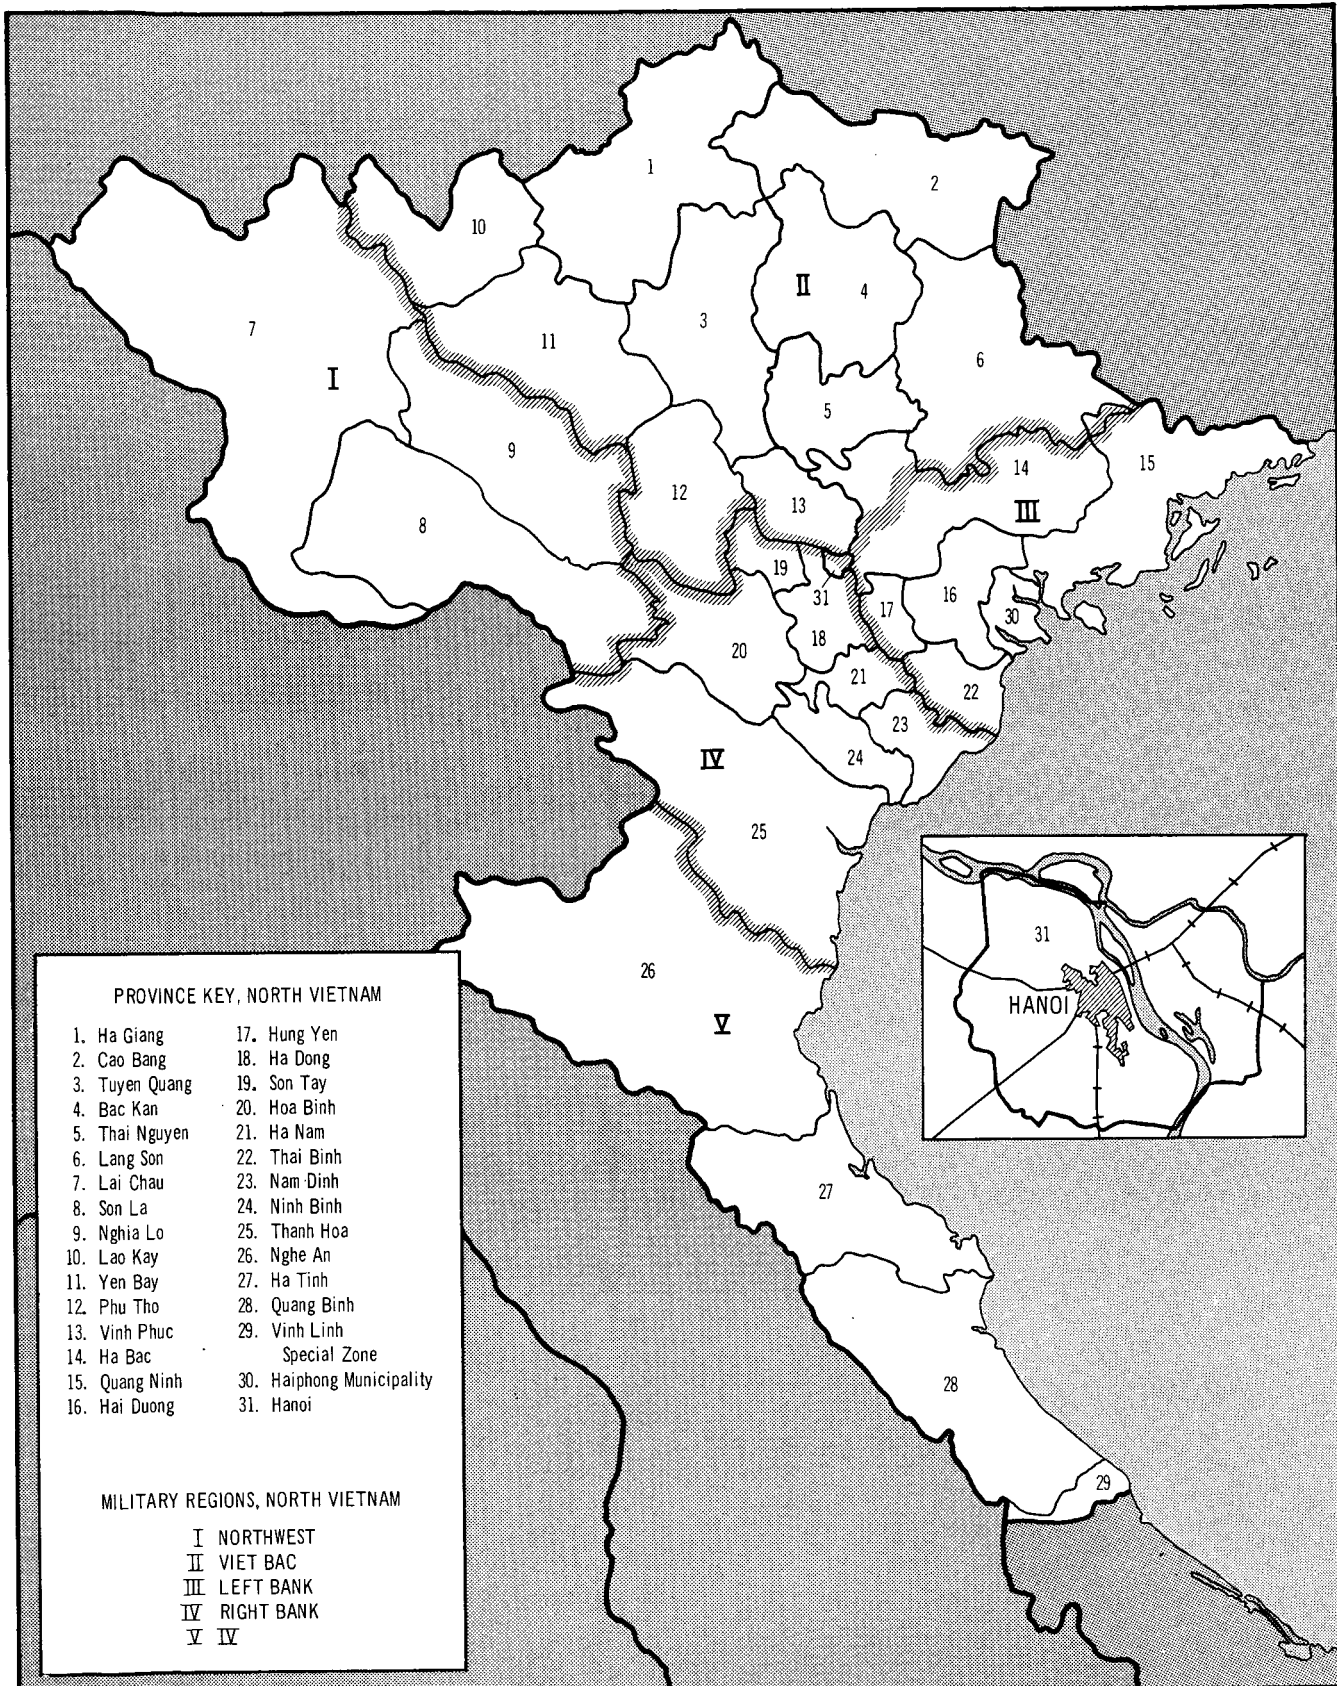 1
2
10
II
4
7
3
11
I
6
5
9
14
15
12
13
III
8
19
31
16
17
30
18
20
21
22
23
IV
24
25
31
26
HANOI
V
27
28
29
PROVINCE KEY, NORTH VIETNAM
1. Ha Giang
2. Cao Bang
3. Tuyen Quang
4. Bac Kan
5. Thai Nguyen
6. Lang Son
7. Lai Chau
8. Son La
9. Nghia Lo
10. Lao Kay
11. Yen Bay
12. Phu Tho
13. Vinh Phuc
14. Ha Bac
15. Quang Ninh
16. Hai Duong
17. Hung Yen
18. Ha Dong
19. Son Tay
20. Hoa Binh
21. Ha Nam
22. Thai Binh
23. Nam Dinh
24. Ninh Binh
25. Thanh Hoa
26. Nghe An
27. Ha Tinh
28. Quang Binh
29. Vinh Linh
Special Zone
30. Haiphong Municipality
31. Hanoi
MILITARY REGIONS, NORTH VIETNAM
I NORTHWEST
II VIET BAC
III LEFT BANK
IV RIGHT BANK
V IV